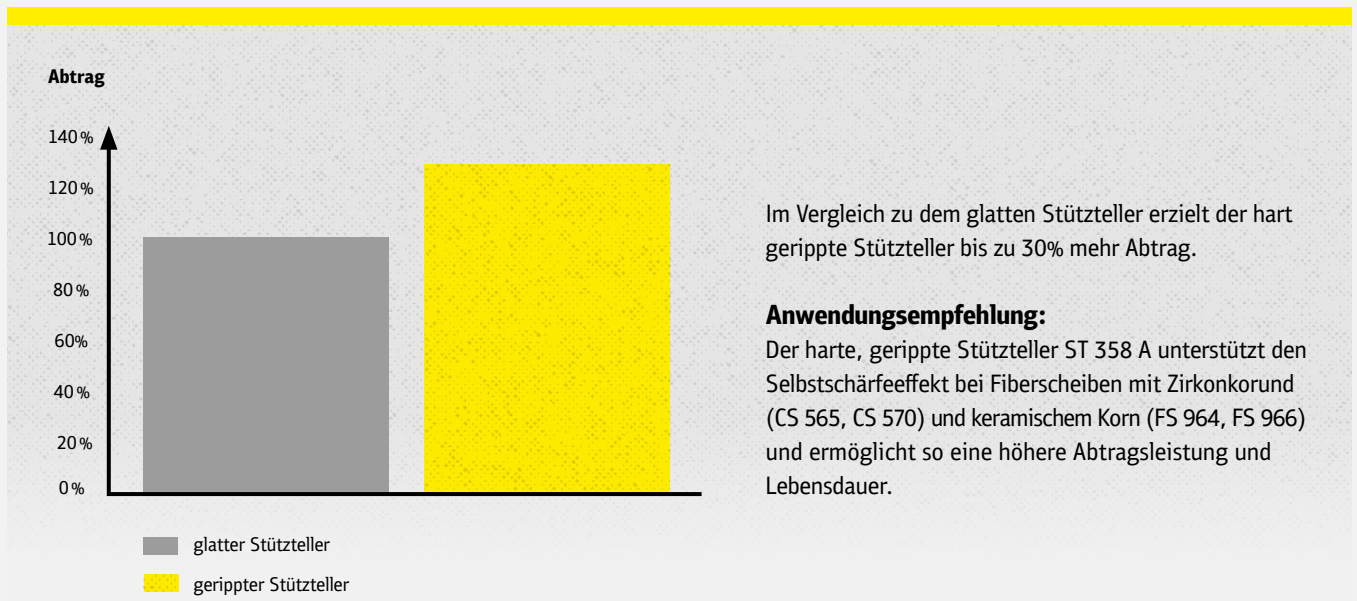 Abtrag
140 %
120 %
100 %
80 %
60%
40 %
20 %
0 %
glatter Stützteller
gerippter Stützteller
Im Vergleich zu dem glatten Stützteller erzielt der hart
gerippte Stützteller bis zu 30% mehr Abtrag.
Anwendungsempfehlung:
Der harte, gerippte Stützteller ST 358 A unterstützt den
Selbstschärfeeffekt bei Fiberscheiben mit Zirkonkorund
(CS 565, CS 570) und keramischem Korn (FS 964, FS 966)
und ermöglicht so eine höhere Abtragsleistung und
Lebensdauer.